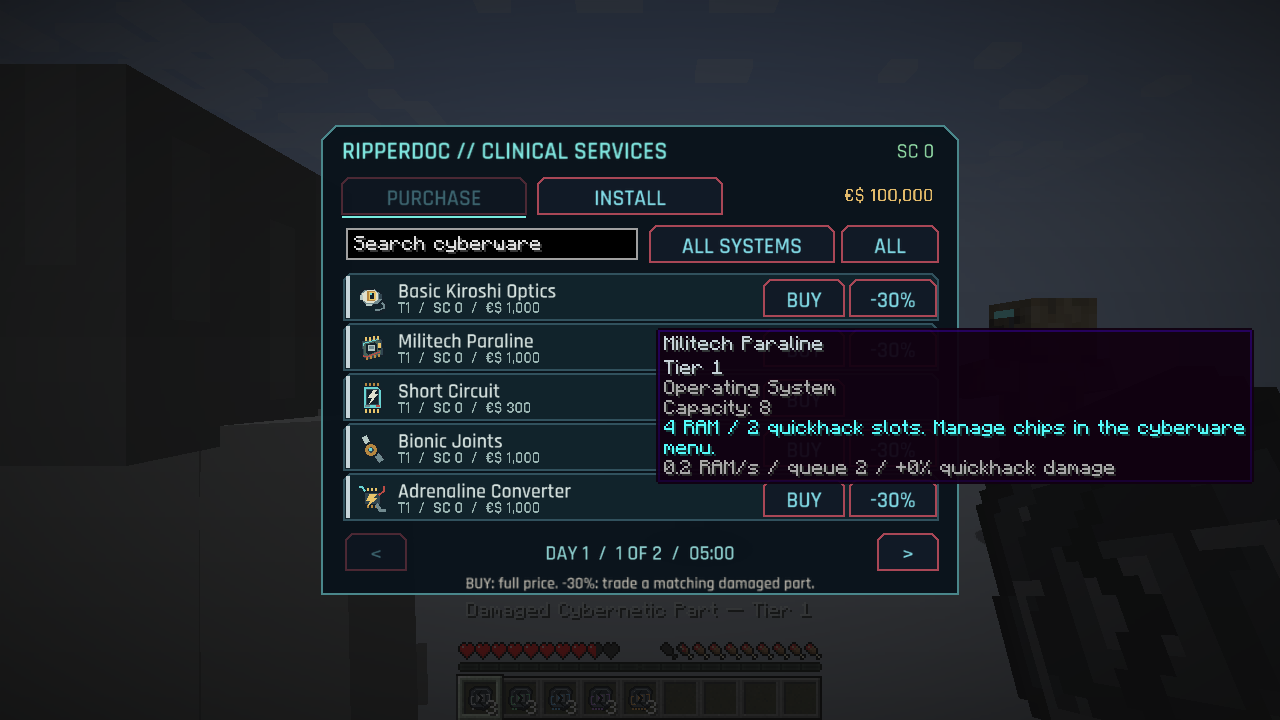 RIPPERDOC // CLINICAL SERVICES
SC 0
PURCHASE
INSTALL
€$ 100,000
Search cyberware
ALL SYSTEMS
ALL
Basic Kiroshi Optics
T1 / SC 0 / €$ 1,000
BUY
-30%
Militech Paraline
T1 / SC 0 / €$ 1,000
Militech Paraline
Tier 1
Operating System
Capacity: 8
4 RAM / 2 quickhack slots. Manage chips in the cyberware
menu.
0.2 RAM/s / queue 2 / +0% quickhack damage
Short Circuit
T1 / SC 0 / €$ 300
Bionic Joints
T1 / SC 0 / €$ 1,000
Adrenaline Converter
T1 / SC 0 / €$ 1,000
BUY
-30%
<
DAY 1 / 1 OF 2 / 05:00
>
BUY: full price. -30%: trade a matching damaged part.
Damaged Cybernetic Part — Tier 1
3
3
3
3
3